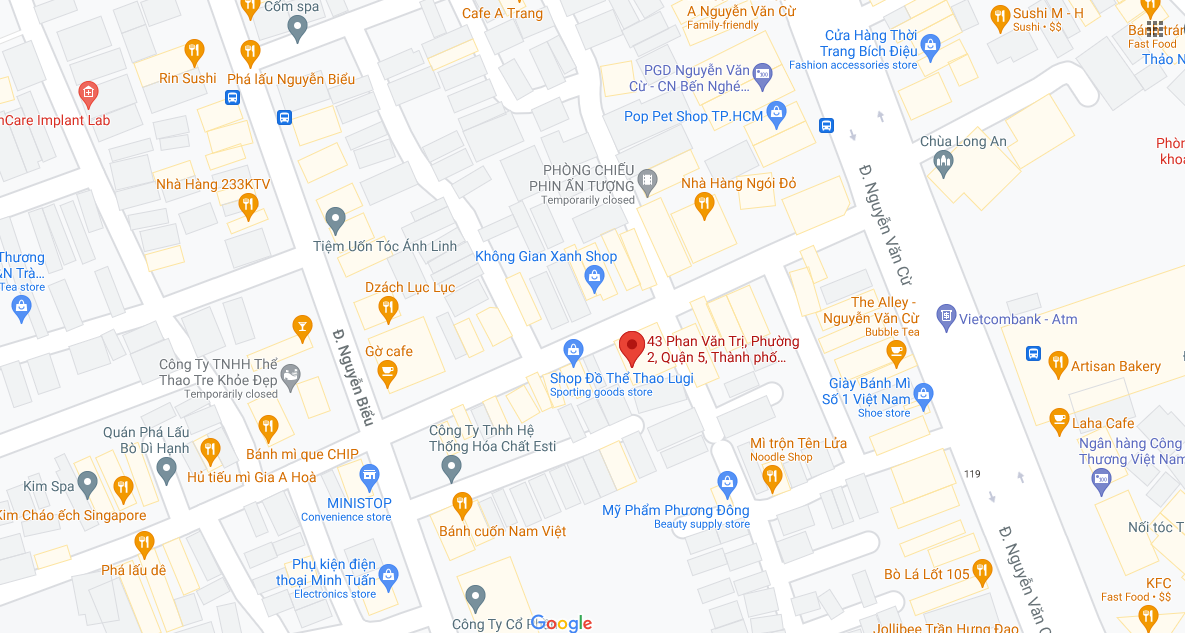 Cốm spa
Cafe A Trang
A Nguyễn Văn Cừ
Family-friendly
Sushi M - H
Sushi • $$
Fast Food
Thảo N
Cửa Hàng Thời
Trang Bích Điệu
Fashion accessories store
Rin Sushi
Phá lấu Nguyên Biểu
PGD Nguyễn Văn
Cừ - CN Bến Nghé...
Pop Pet Shop TP.HCM
Care Implant Lab
Chùa Long An
Phòn
khoa
PHÒNG CHIẾU
PHIN ẤN TƯỢNG
Temporarily closed
Nhà Hàng 233KTV
Nhà Hàng Ngói Đỏ
Đ. Nguyễn Văn Cừ
Tiệm Uốn Tóc Ánh Linh
Không Gian Xanh Shop
Thương
&N Trà...
Tea store
Dzách Lục Lục
The Alley -
Nguyễn Văn Cừ
Bubble Tea
Vietcombank - Atm
Đ. Nguyễn Biểu
Gờ cafe
43 Phan Văn Trị, Phường
2, Quận 5, Thành phố...
Công Ty TNHH Thể
Thao Tre Khỏe Đẹp
Temporarily closed
Shop Đồ Thể Thao Lugi
Sporting goods store
Artisan Bakery
Giày Bánh Mì
Số 1 Việt Nam
Shoe store
Laha Cafe
Quán Phá Lấu
Bò Dì Hạnh
Bánh mì que CHIP
Công Ty Tnhh Hệ
Thống Hóa Chất Esti
Mì trộn Tên Lửa
Noodle Shop
Ngân hàng Công
Thương Việt Nam
Hủ tiếu mì Gia A Hoà
Kim Spa
119
Kim Cháo ếch Singapore
MINISTOP
Convenience store
Mỹ Phẩm Phương Đông
Beauty supply store
Bánh cuốn Nam Việt
Nối tóc T
Đ. Nguyễn Văn C
Phá lấu dê
Phụ kiện điện
thoại Minh Tuấn
Electronics store
Bò Lá Lốt 105
KFC
Fast Food • $$
Công Ty Cổ P
Google
Jollibee Trần Hưng Đạo